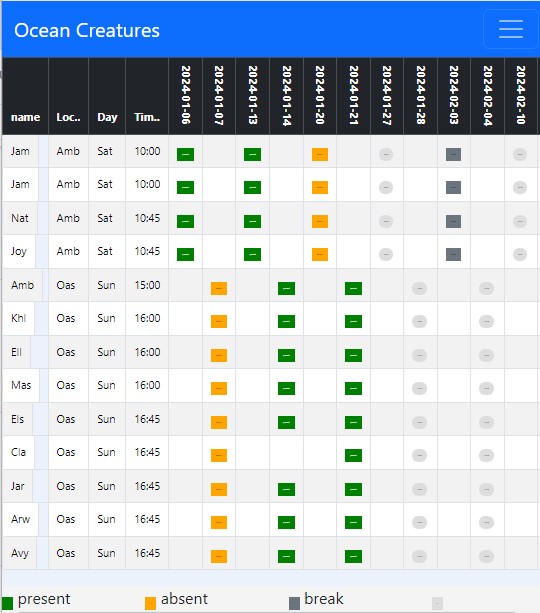 Ocean Creatures
name Loc.. Day Tim.. 2024-01-06 2024-01-07 2024-01-13 2024-01-14 2024-01-20 2024-01-21 2024-01-27 2024-01-28 2024-02-03 2024-02-04 2024-02-10
Jam Amb Sat 10:00
Jam Amb Sat 10:00
Nat Amb Sat 10:45
Joy Amb Sat 10:45
Amb Oas Sun 15:00
Khl Oas Sun 16:00
Ell Oas Sun 16:00
Mas Oas Sun 16:00
Els Oas Sun 16:45
Cla Oas Sun 16:45
Jar Oas Sun 16:45
Arw Oas Sun 16:45
Avy Oas Sun 16:45
present absent break